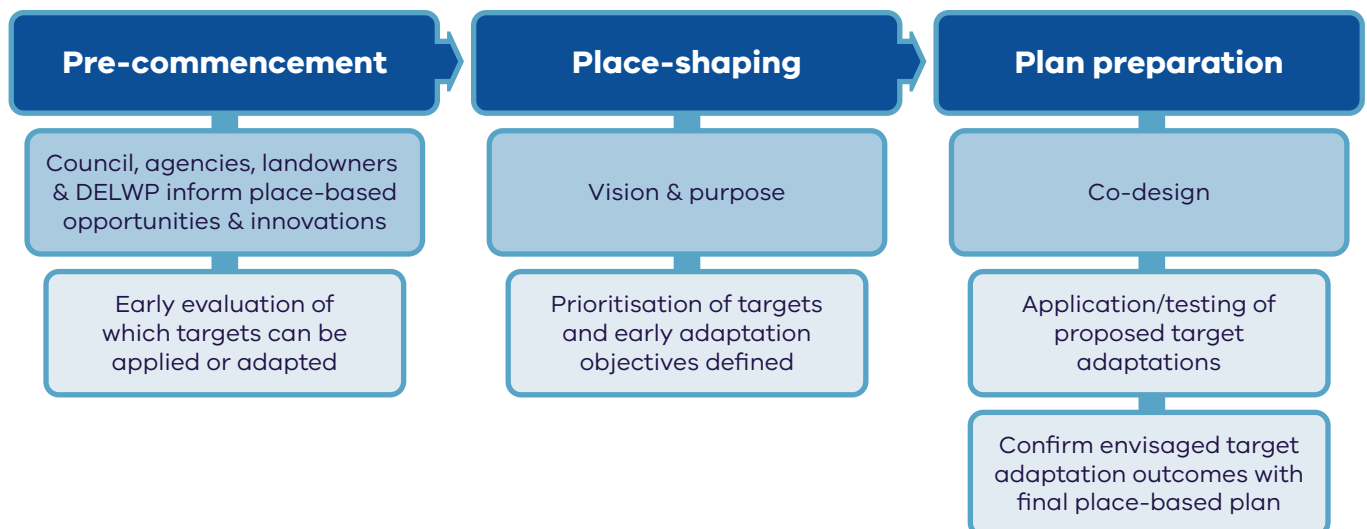 Pre-commencement
Council, agencies, landowners
& DELWP inform place-based
opportunities & innovations
Early evaluation of
which targets can be
applied or adapted
Place-shaping
Vision & purpose
Prioritisation of targets
and early adaptation
objectives defined
Plan preparation
Co-design
Application/testing of
proposed target
adaptations
Confirm envisaged target
adaptation outcomes with
final place-based plan